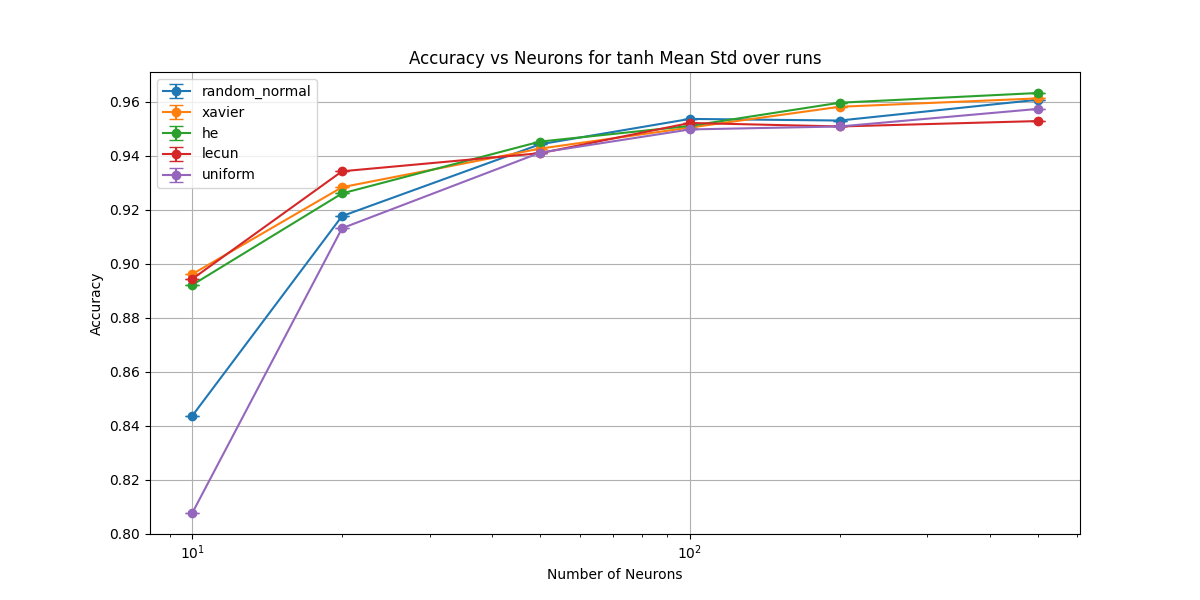 Accuracy vs Neurons for tanh Mean Std over runs
random_normal
xavier
he
lecun
uniform
0.96
0.94
0.92
0.90
0.88
0.86
0.84
0.82
0.80
Accuracy
10¹
10²
Number of Neurons